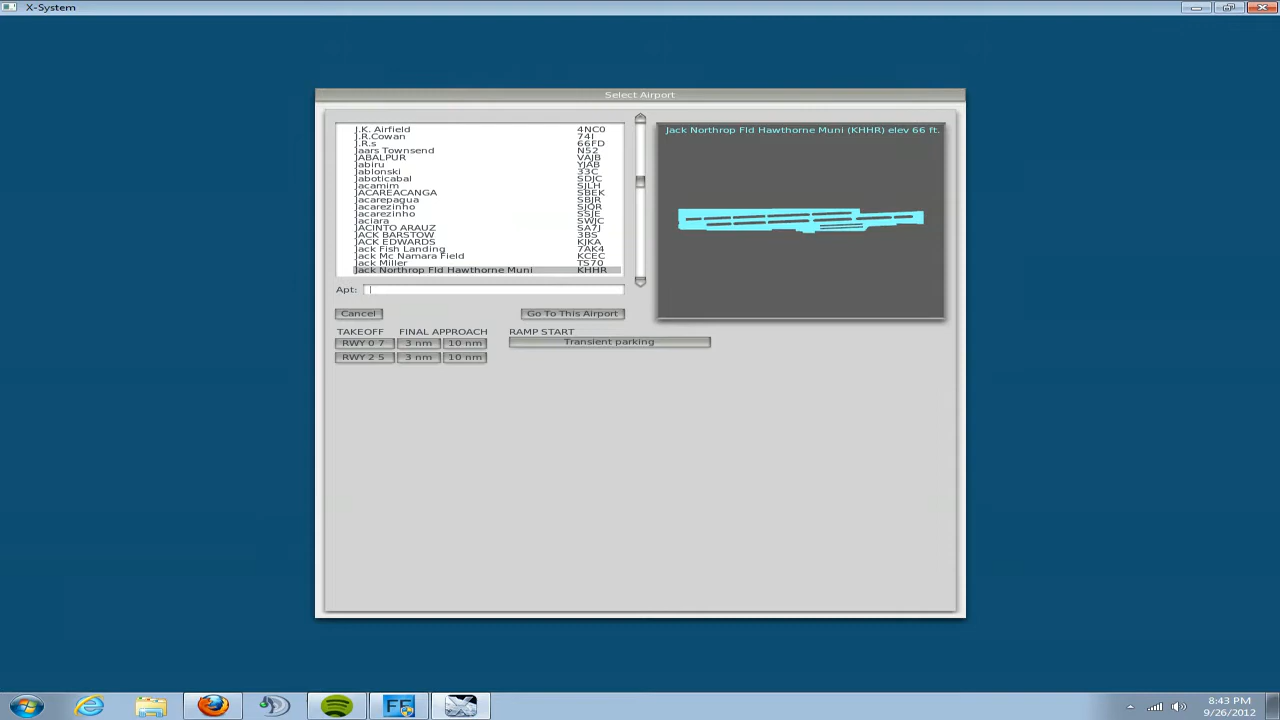 X-System
Select Airport
J.K. Airfield 4NC0
J.R.Cowan 74I
J.R.s 66FD
Jaars Townsend N52
JABALPUR VAJB
Jabiru YJAB
Jablonski 33C
Jaboticabal SDJC
Jacamim SJLH
JACAREACANGA SBEK
Jacarepagua SBJR
Jacarezinho SJOR
Jacarezinho SSJE
Jaciara SWJC
JACINTO ARAUZ SA7J
JACK BARSTOW 3BS
JACK EDWARDS KJKA
Jack Fish Landing 7AK4
Jack Mc Namara Field KCEC
Jack Miller TS70
Jack Northrop Fld Hawthorne Muni KHHR
Jack Northrop Fld Hawthorne Muni (KHHR) elev 66 ft.
Apt:
Cancel Go To This Airport
TAKEOFF FINAL APPROACH RAMP START
RWY 0 7 3 nm 10 nm Transient parking
RWY 2 5 3 nm 10 nm
FF
8:43 PM
9/26/2012